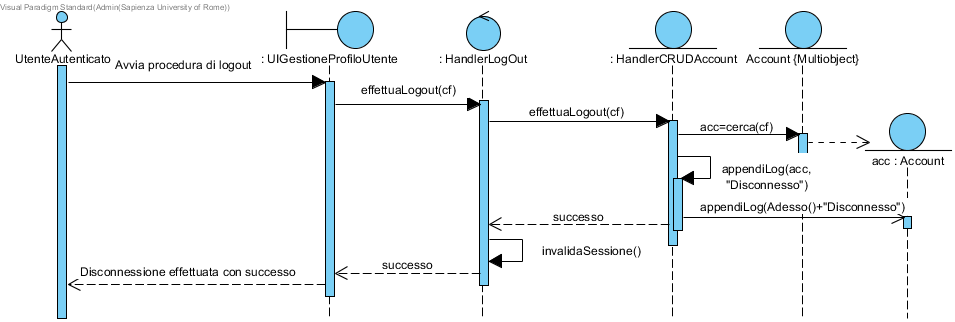 Visual Paradigm Standard(Admin(Sapienza University of Rome))
UtenteAutenticato
: UIGestioneProfiloUtente
: HandlerLogOut
: HandlerCRUDAccount
Account {Multiobject}
Avvia procedura di logout
effettuaLogout(cf)
effettuaLogout(cf)
acc=cerca(cf)
acc : Account
appendiLog(acc,
"Disconnesso")
appendiLog(Adesso()+"Disconnesso")
successo
invalidaSessione()
successo
Disconnessione effettuata con successo